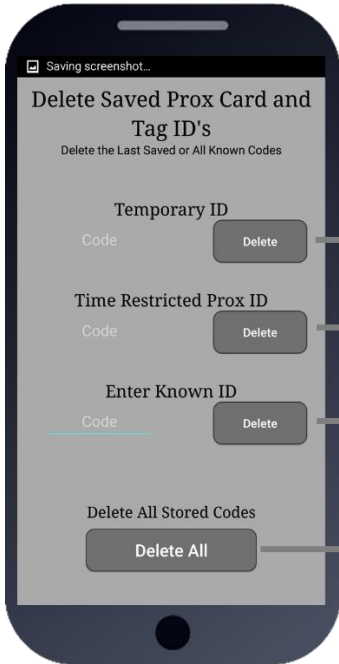 Saving screenshot...
Delete Saved Prox Card and
Tag ID's
Delete the Last Saved or All Known Codes
Temporary ID
Code Delete
Time Restricted Prox ID
Code Delete
Enter Known ID
Code Delete
Delete All Stored Codes
Delete All